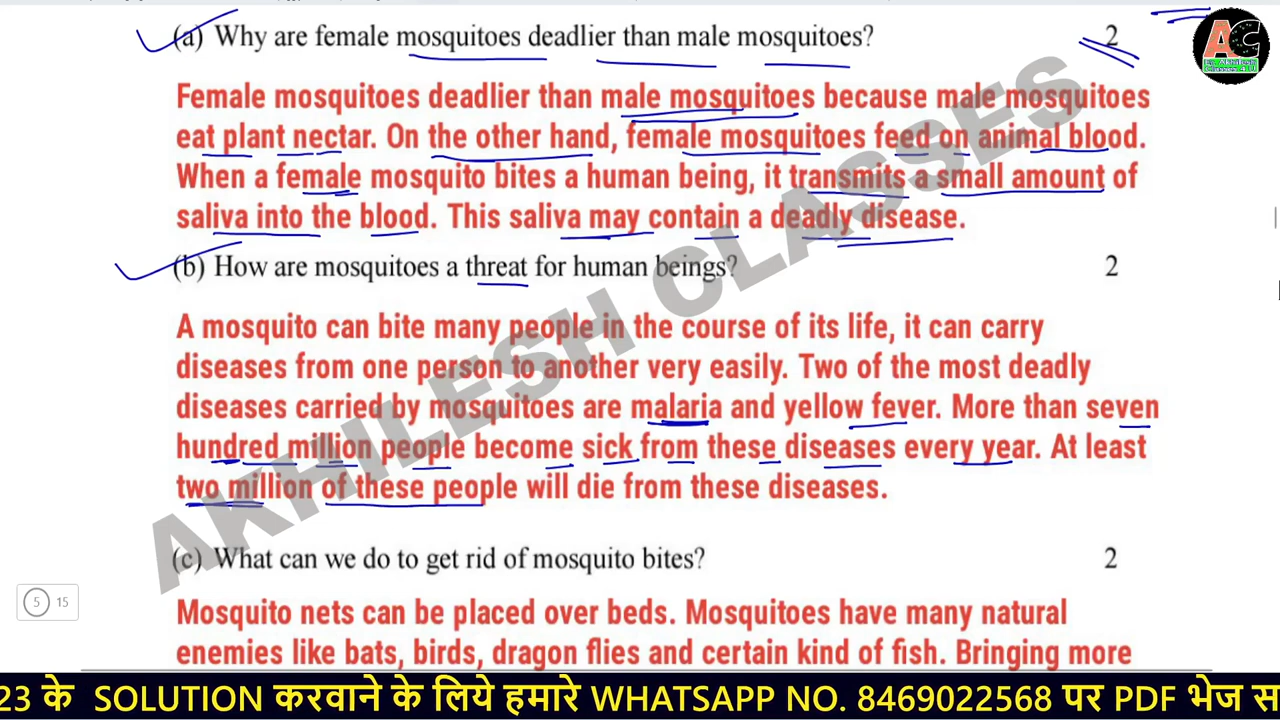 (a) Why are female mosquitoes deadlier than male mosquitoes? 2
Female mosquitoes deadlier than male mosquitoes because male mosquitoes
eat plant nectar. On the other hand, female mosquitoes feed on animal blood.
When a female mosquito bites a human being, it transmits a small amount of
saliva into the blood. This saliva may contain a deadly disease.
(b) How are mosquitoes a threat for human beings? 2
A mosquito can bite many people in the course of its life, it can carry
diseases from one person to another very easily. Two of the most deadly
diseases carried by mosquitoes are malaria and yellow fever. More than seven
hundred million people become sick from these diseases every year. At least
two million of these people will die from these diseases.
(c) What can we do to get rid of mosquito bites? 2
Mosquito nets can be placed over beds. Mosquitoes have many natural
enemies like bats, birds, dragon flies and certain kind of fish. Bringing more
AKHILESH CLASSES
AC
5 15
23 के SOLUTION करवाने के लिये हमारे WHATSAPP NO. 8469022568 पर PDF भेज स